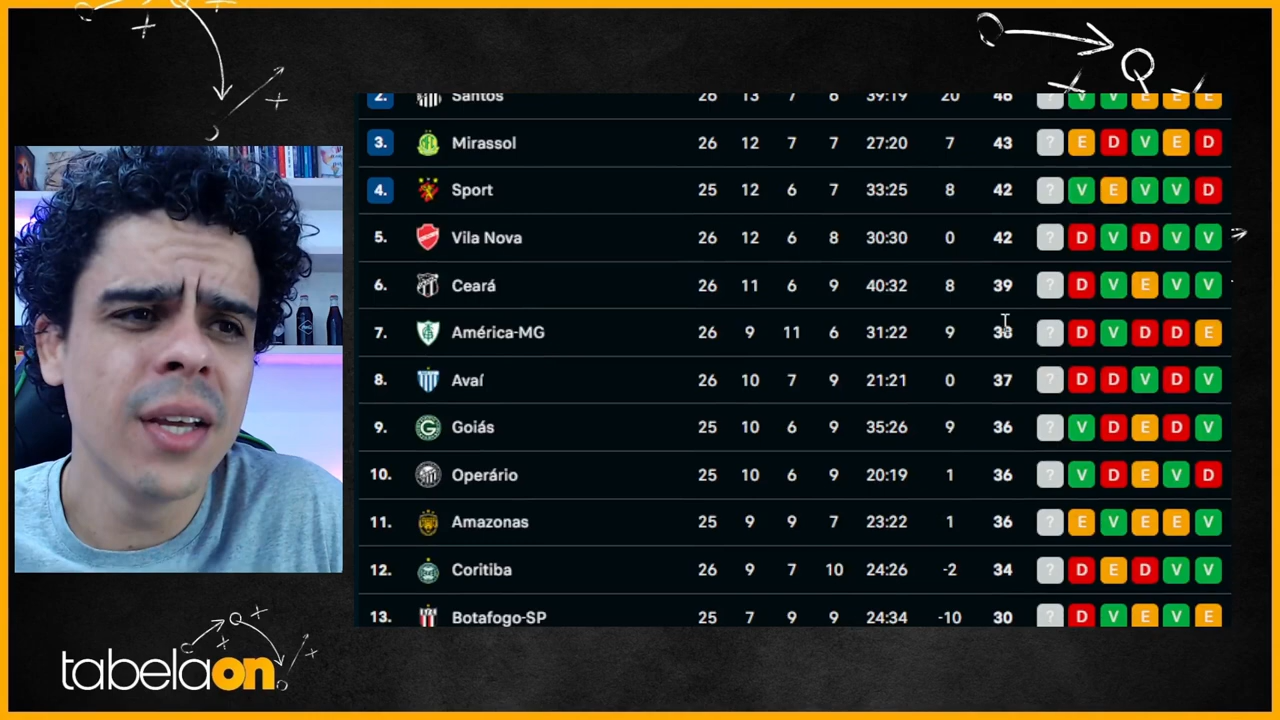 2. Santos 26 13 7 6 39:19 20 46 ? V V E E E
3. Mirassol 26 12 7 7 27:20 7 43 ? E D V E D
4. Sport 25 12 6 7 33:25 8 42 ? V E V V D
5. Vila Nova 26 12 6 8 30:30 0 42 ? D V D V V
6. Ceará 26 11 6 9 40:32 8 39 ? D V E V V
7. América-MG 26 9 11 6 31:22 9 38 ? D V D D E
8. Avaí 26 10 7 9 21:21 0 37 ? D D V D V
9. Goiás 25 10 6 9 35:26 9 36 ? V D E D V
10. Operário 25 10 6 9 20:19 1 36 ? V D E V D
11. Amazonas 25 9 9 7 23:22 1 36 ? E V E E V
12. Coritiba 26 9 7 10 24:26 -2 34 ? D E D V V
13. Botafogo-SP 25 7 9 9 24:34 -10 30 ? D V E V E
tabelaon